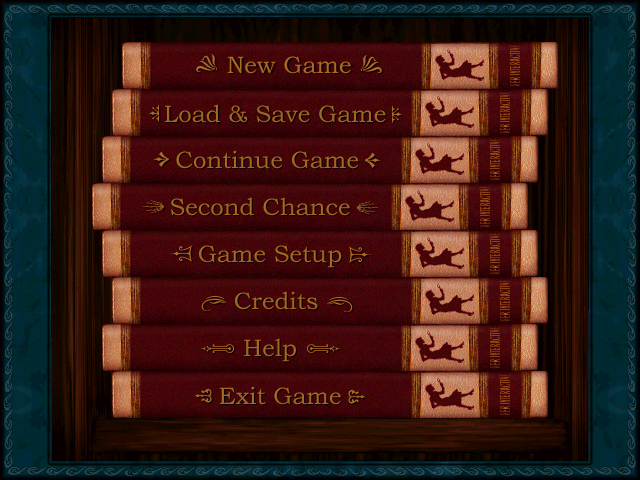 New Game
Load & Save Game
Continue Game
Second Chance
Game Setup
Credits
Help
Exit Game